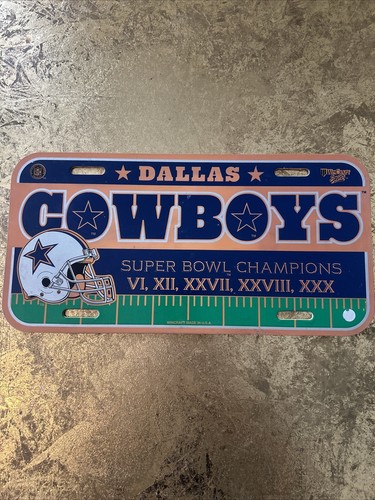 ★ DALLAS ★
COWBOYS
SUPER BOWL CHAMPIONS
VI, XII, XXVII, XXVIII, XXX